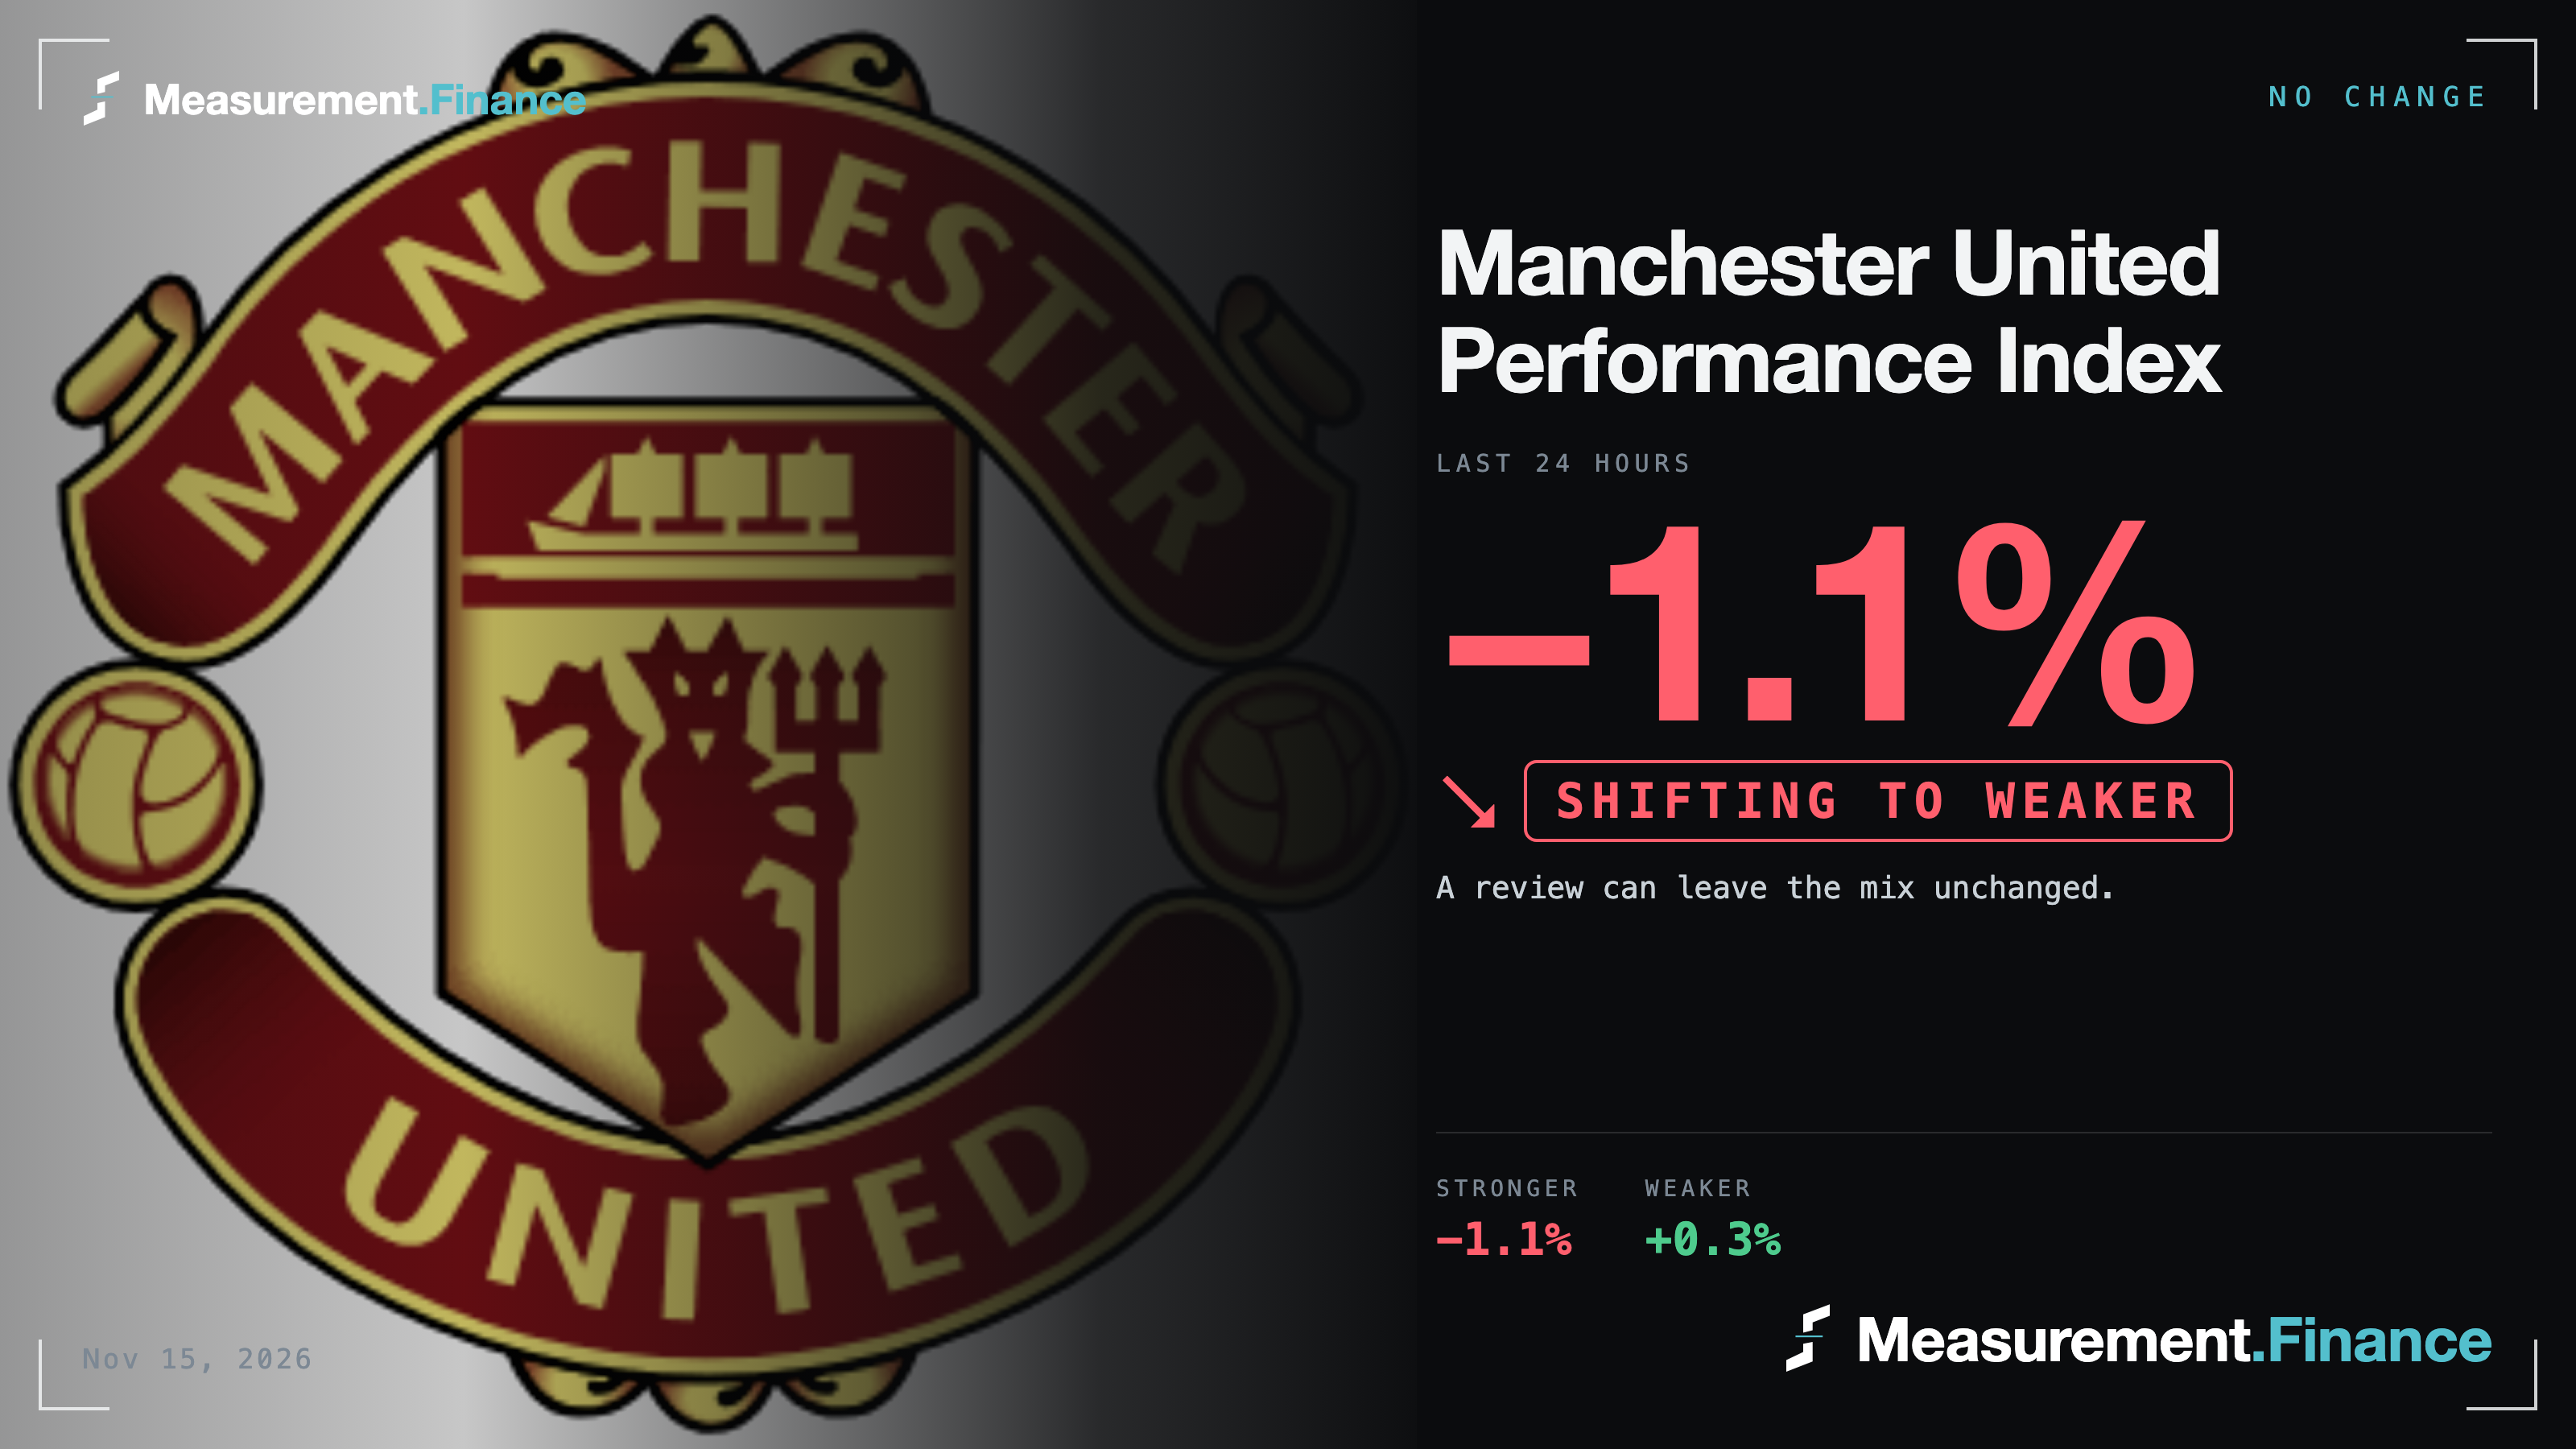 Measurement.Finance
NO CHANGE
MANCHESTER
UNITED
Manchester United
Performance Index
LAST 24 HOURS
−1.1%
SHIFTING TO WEAKER
A review can leave the mix unchanged.
STRONGER WEAKER
−1.1% +0.3%
Nov 15, 2026
Measurement.Finance